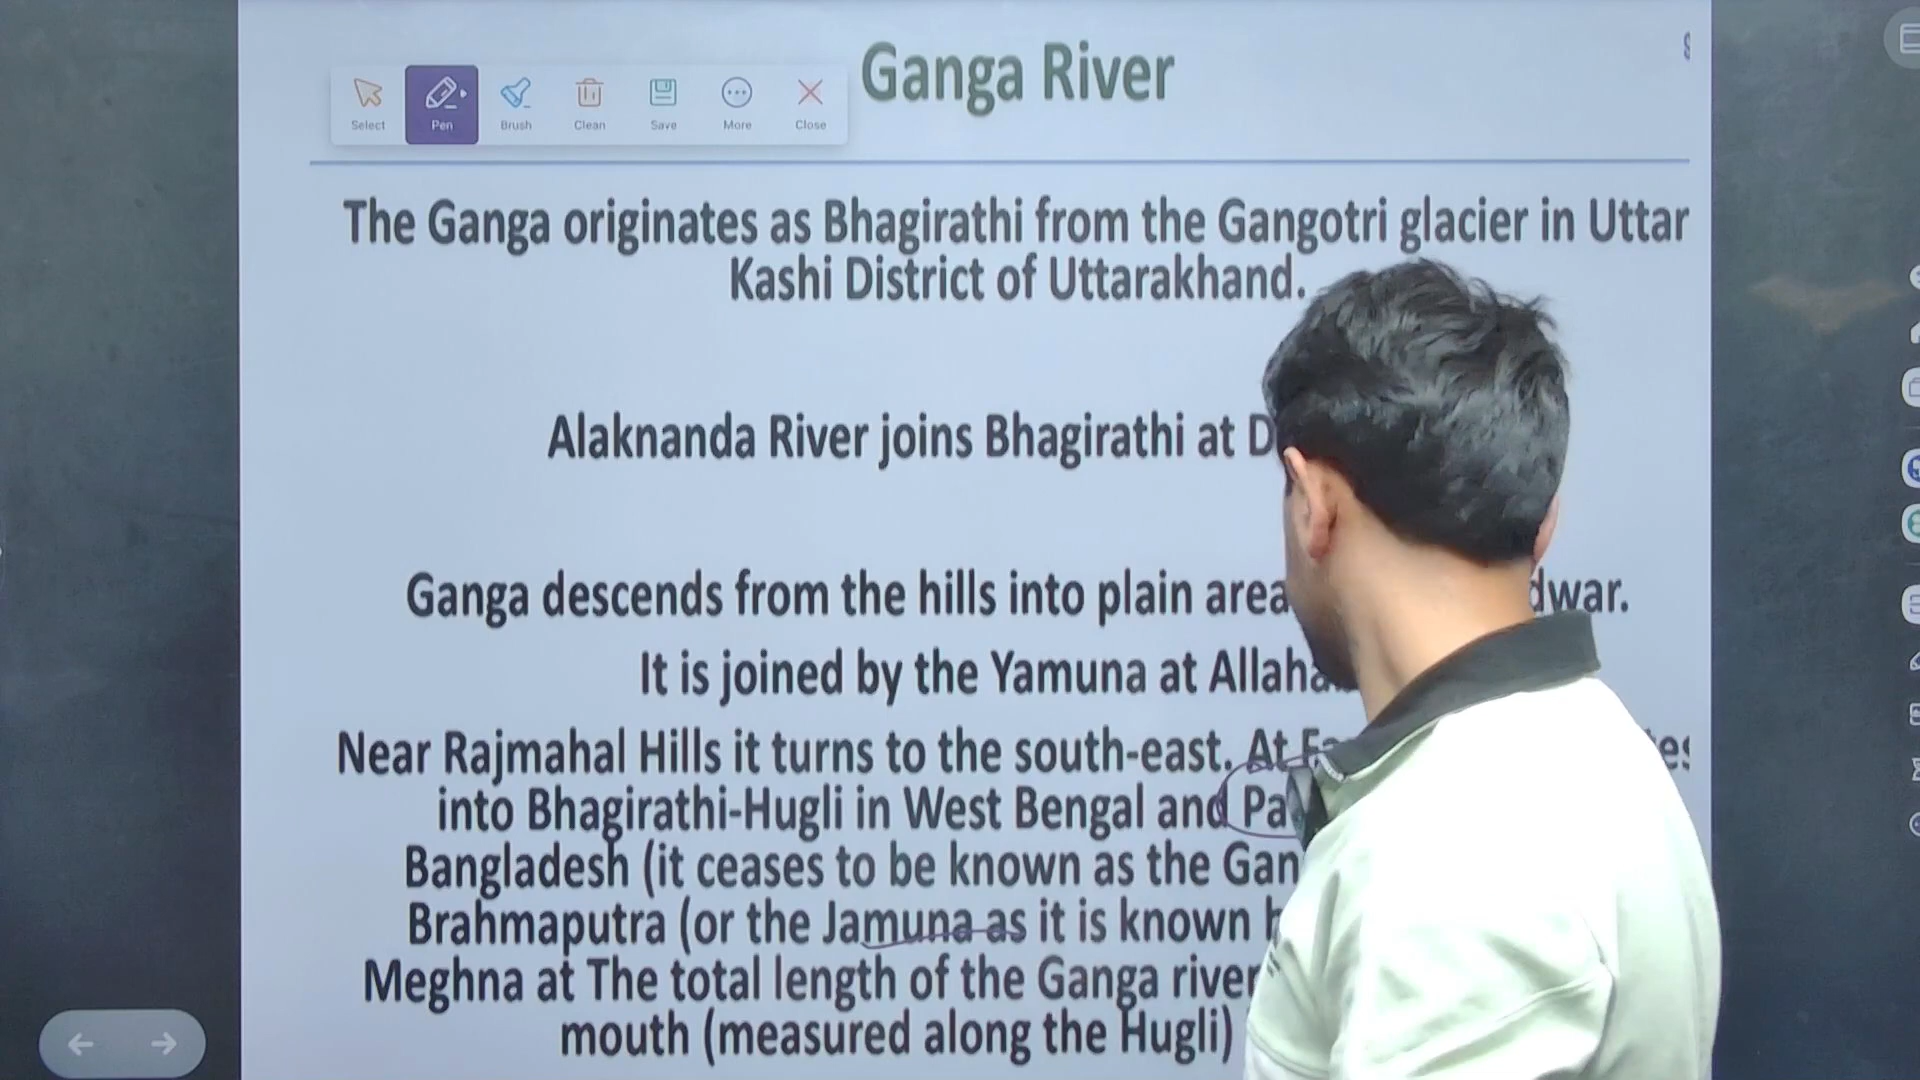 Ganga River
Select Pen Brush Clean Save More Close
The Ganga originates as Bhagirathi from the Gangotri glacier in Uttar
Kashi District of Uttarakhand.
Alaknanda River joins Bhagirathi at
Ganga descends from the hills into plain area
It is joined by the Yamuna at
Near Rajmahal Hills it turns to the south-east. At
into Bhagirathi-Hugli in West Bengal and
Bangladesh (it ceases to be known as the
Brahmaputra (or the Jamuna as it is known
Meghna at The total length of the Ganga river
mouth (measured along the Hugli)